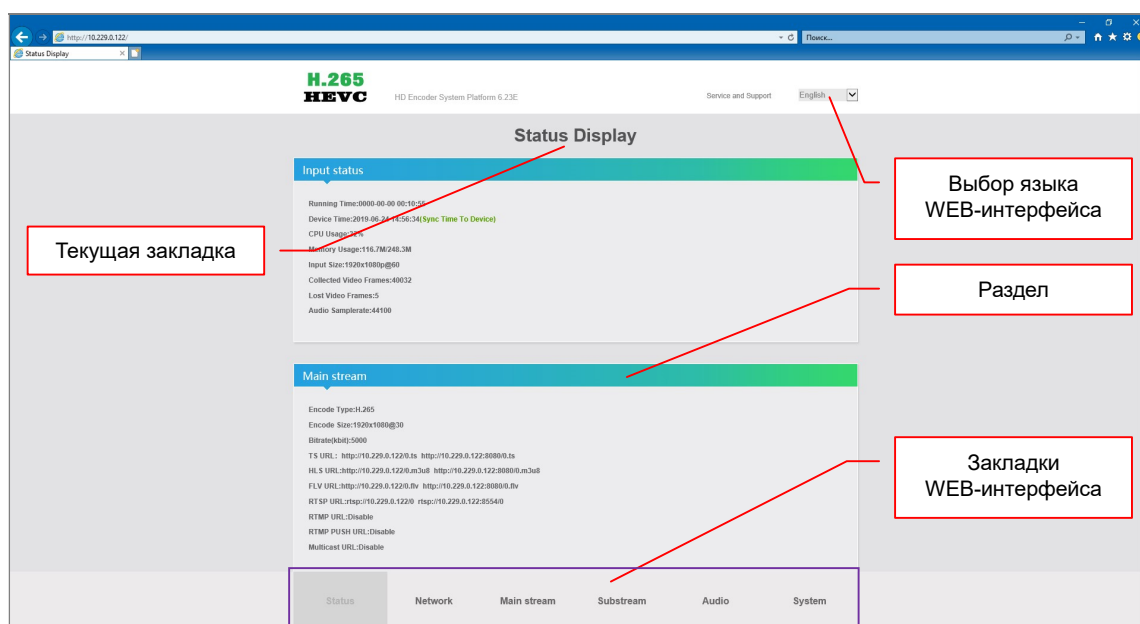 http://10.229.0.122/
Поиск...
Status Display
H.265
HEVC
HD Encoder System Platform 6.23E
Service and Support
English
Status Display
Input status
Running Time:0000-00-00 00:10:55
Device Time:2019-06-24 14:56:34(Sync Time To Device)
CPU Usage:32%
Memory Usage:116.7M/248.3M
Input Size:1920x1080p@60
Collected Video Frames:40032
Lost Video Frames:5
Audio Samplerate:44100
Выбор языка
WEB-интерфейса
Текущая закладка
Раздел
Main stream
Encode Type:H.265
Encode Size:1920x1080@30
Bitrate(kbit):5000
TS URL: http://10.229.0.122/0.ts http://10.229.0.122:8080/0.ts
HLS URL:http://10.229.0.122/0.m3u8 http://10.229.0.122:8080/0.m3u8
FLV URL:http://10.229.0.122/0.flv http://10.229.0.122:8080/0.flv
RTSP URL:rtsp://10.229.0.122/0 rtsp://10.229.0.122:8554/0
RTMP URL:Disable
RTMP PUSH URL:Disable
Multicast URL:Disable
Закладки
WEB-интерфейса
Status Network Main stream Substream Audio System